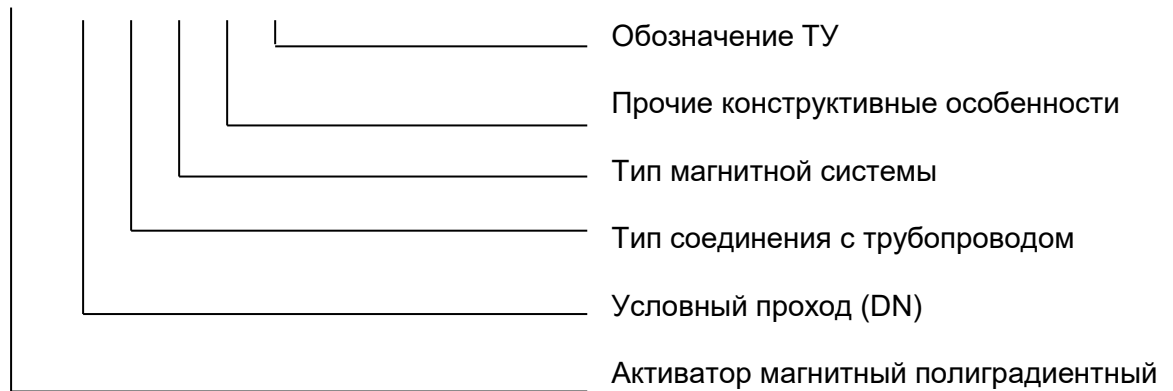 Обозначение ТУ
Прочие конструктивные особенности
Тип магнитной системы
Тип соединения с трубопроводом
Условный проход (DN)
Активатор магнитный полиградиентный